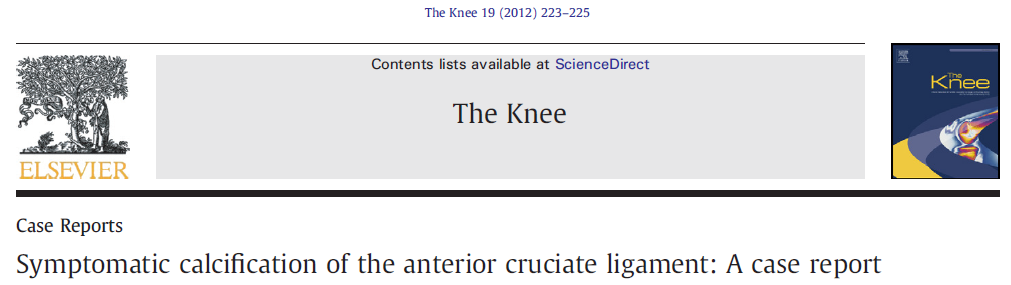 The Knee 19 (2012) 223–225
Contents lists available at ScienceDirect
The Knee
ELSEVIER
The
Knee
Case Reports
Symptomatic calcification of the anterior cruciate ligament: A case report